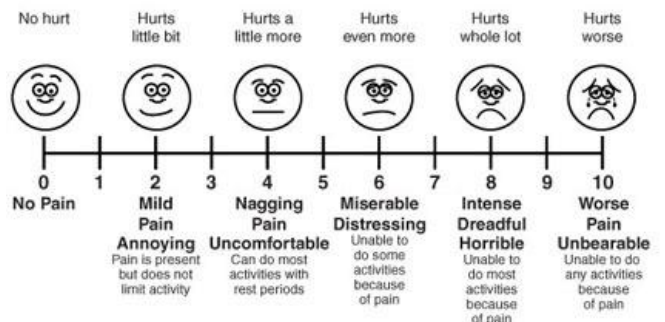 No hurt
Hurts
little bit
Hurts a
little more
Hurts
even more
Hurts
whole lot
Hurts
worse
0 1 2 3 4 5 6 7 8 9 10
No Pain
Mild
Pain
Annoying
Pain is present
but does not
limit activity
Nagging
Pain
Uncomfortable
Can do most
activities with
rest periods
Miserable
Distressing
Unable to
do some
activities
because
of pain
Intense
Dreadful
Horrible
Unable to
do most
activities
because
of pain
Worse
Pain
Unbearable
Unable to do
any activities
because
of pain